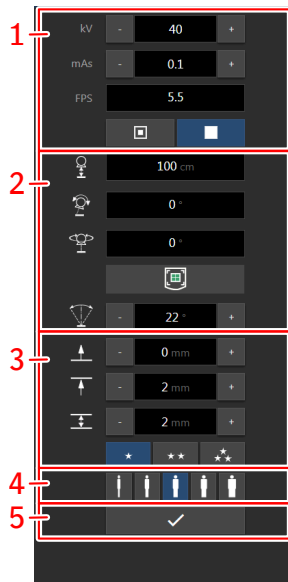 1
kV - 40 +
mAs - 0.1 +
FPS 5.5
2
100 cm
0 °
0 °
- 22 ° +
3
- 0 mm +
- 2 mm +
- 2 mm +
4
5